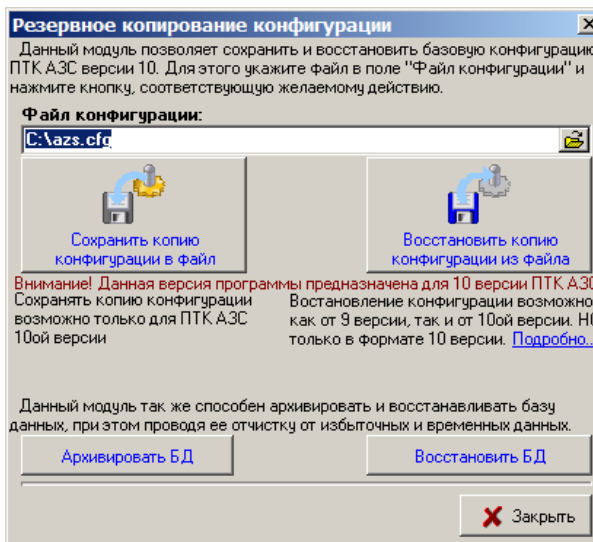 Резервное копирование конфигурации
Данный модуль позволяет сохранить и восстановить базовую конфигурацию
ПТК АЗС версии 10. Для этого укажите файл в поле "Файл конфигурации" и
нажмите кнопку, соответствующую желаемому действию.
Файл конфигурации:
C:\azs.cfg
Сохранить копию
конфигурации в файл
Восстановить копию
конфигурации из файла
Внимание! Данная версия программы предназначена для 10 версии ПТК АЗС
Сохранять копию конфигурации
возможно только для ПТК АЗС
10ой версии
Востановление конфигурации возможно
как от 9 версии, так и от 10ой версии. НО
только в формате 10 версии. Подробно...
Данный модуль так же способен архивировать и восстанавливать базу
данных, при этом проводя ее отчистку от избыточных и временных данных.
Архивировать БД
Восстановить БД
Закрыть